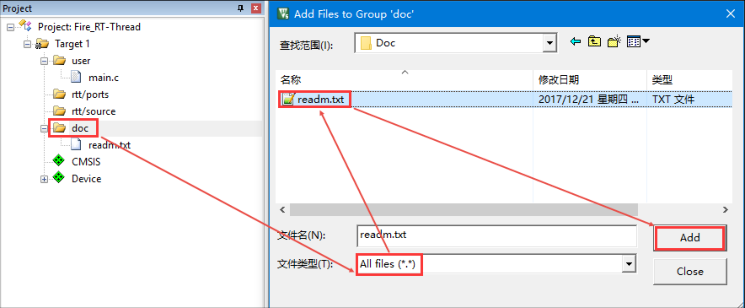 Project
Project: Fire_RT-Thread
Target 1
user
main.c
rtt/ports
rtt/source
doc
readm.txt
CMSIS
Device
Add Files to Group 'doc'
查找范围(I):
Doc
名称
修改日期
类型
readm.txt
2017/12/21 星期四 ...
TXT 文件
文件名(N):
readm.txt
Add
文件类型(T):
All files (*.*)
Close